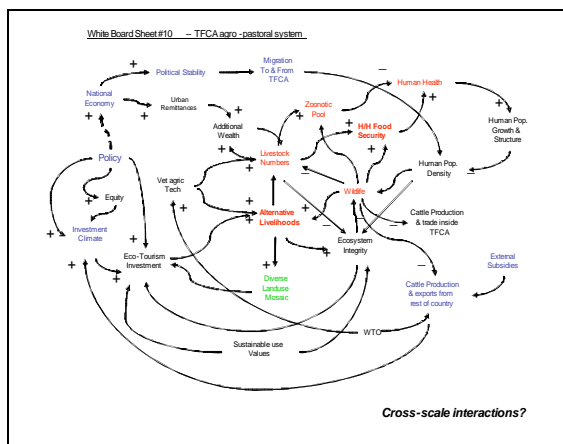 White Board Sheet#10 – TFCA agro -pastoral system
Migration
To & From
TFCA
Political Stability
Human Health
National
Economy
Urban
Remittances
Zoonotic
Pool
Additional
Wealth
H/H Food
Security
Human Pop.
Growth &
Structure
Policy
Livestock
Numbers
Human Pop.
Density
Vet agric
Tech
Wildlife
Equity
Alternative
Livelihoods
Cattle Production
& trade inside
TFCA
Investment
Climate
Ecosystem
Integrity
Eco-Tourism
Investment
External
Subsidies
Diverse
Landuse
Mosaic
Cattle Production
& exports from
rest of country
WTO
Sustainable use
Values
Cross-scale interactions?
+ + + + + + + + + + + + + + + + + + + + + + +
– – – – – – –